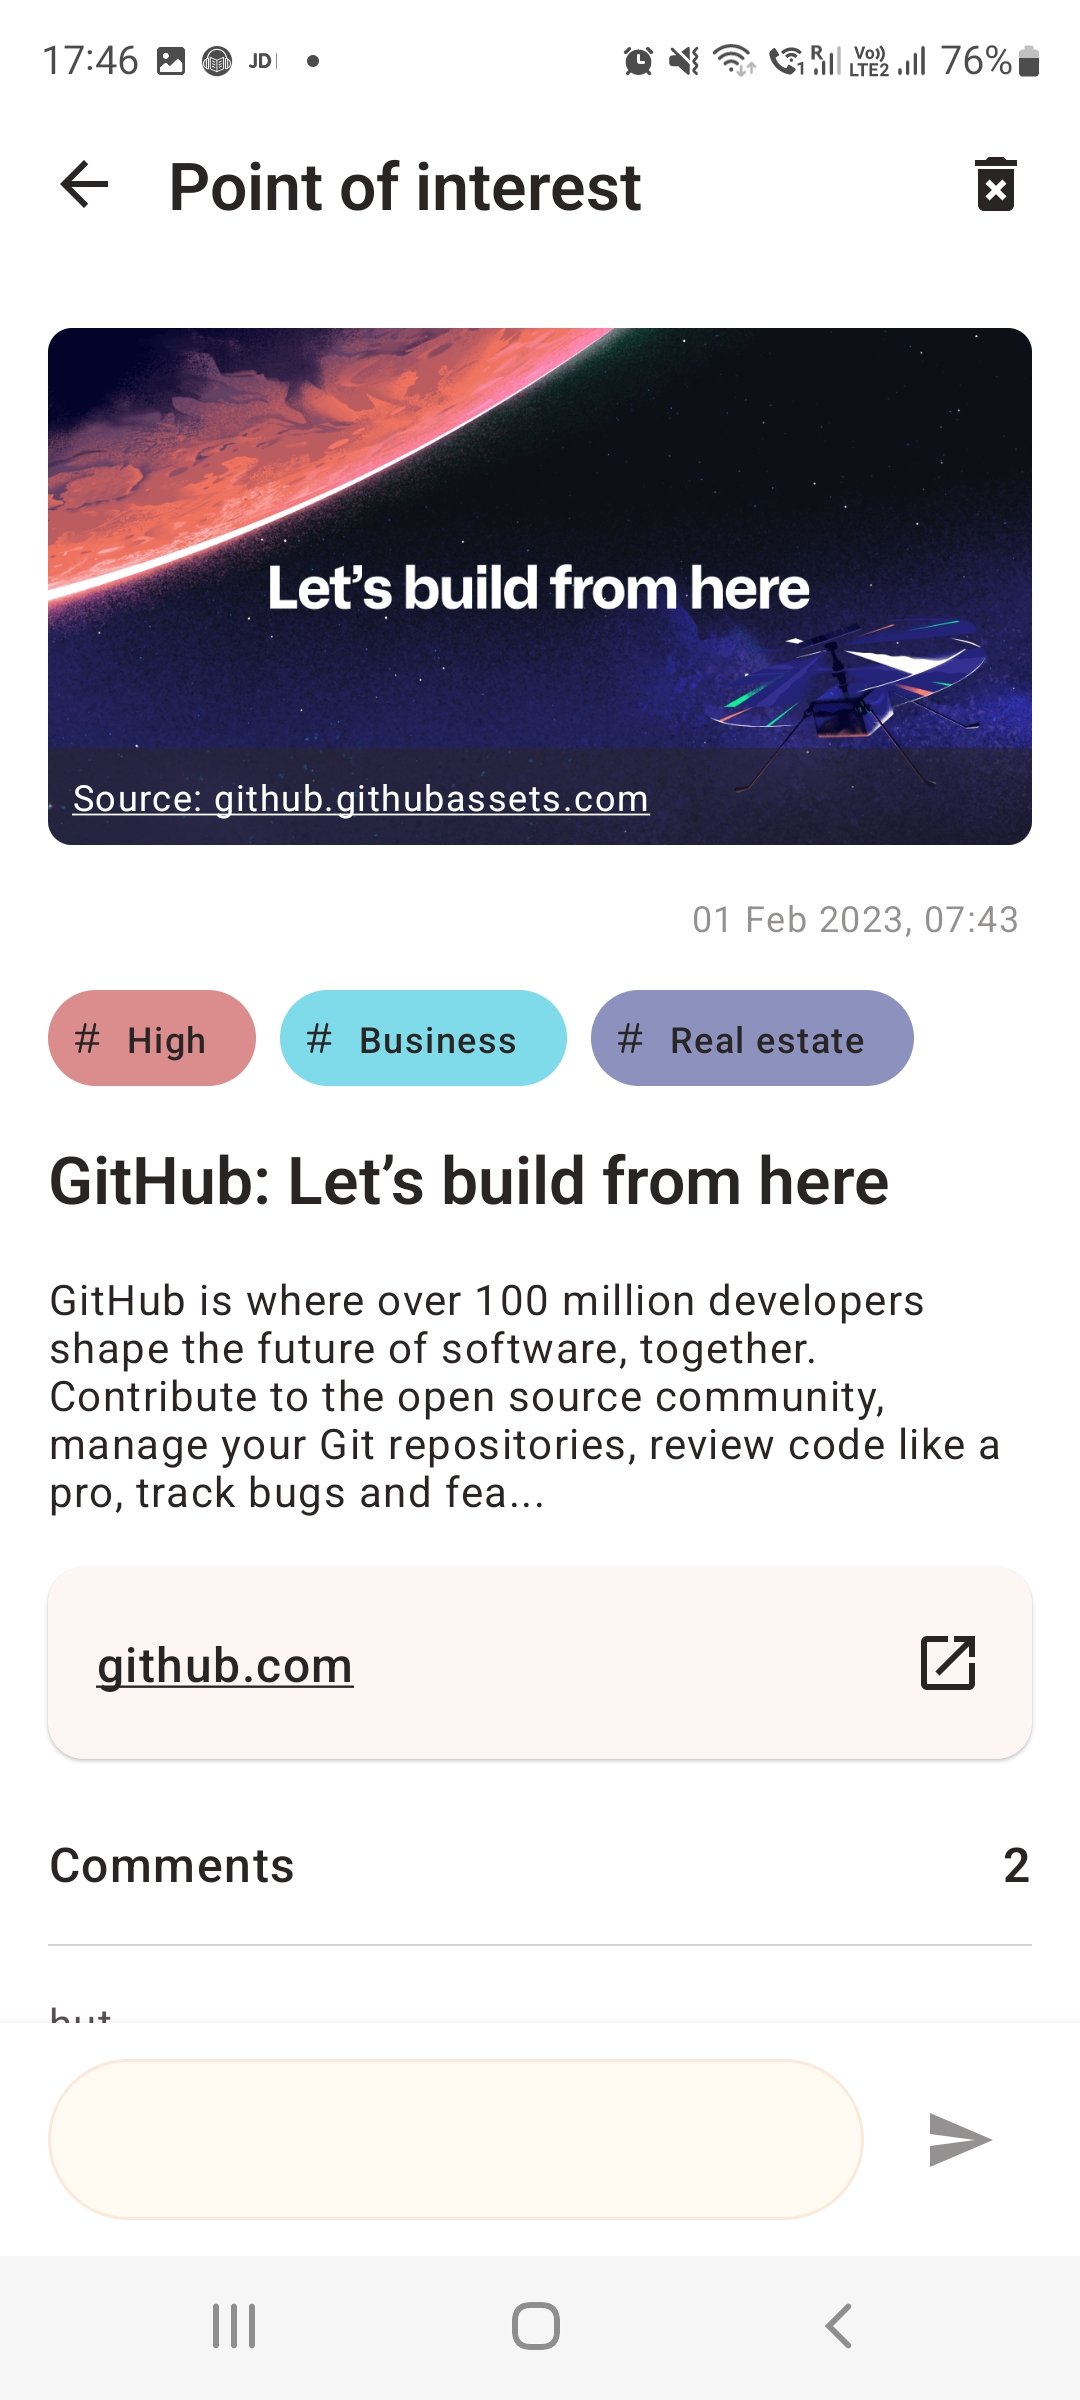 17:46 JD 1 R Vo)) LTE2 76%
Point of interest
Let’s build from here
Source: github.githubassets.com
01 Feb 2023, 07:43
# High # Business # Real estate
GitHub: Let’s build from here
GitHub is where over 100 million developers
shape the future of software, together.
Contribute to the open source community,
manage your Git repositories, review code like a
pro, track bugs and fea...
github.com
Comments 2